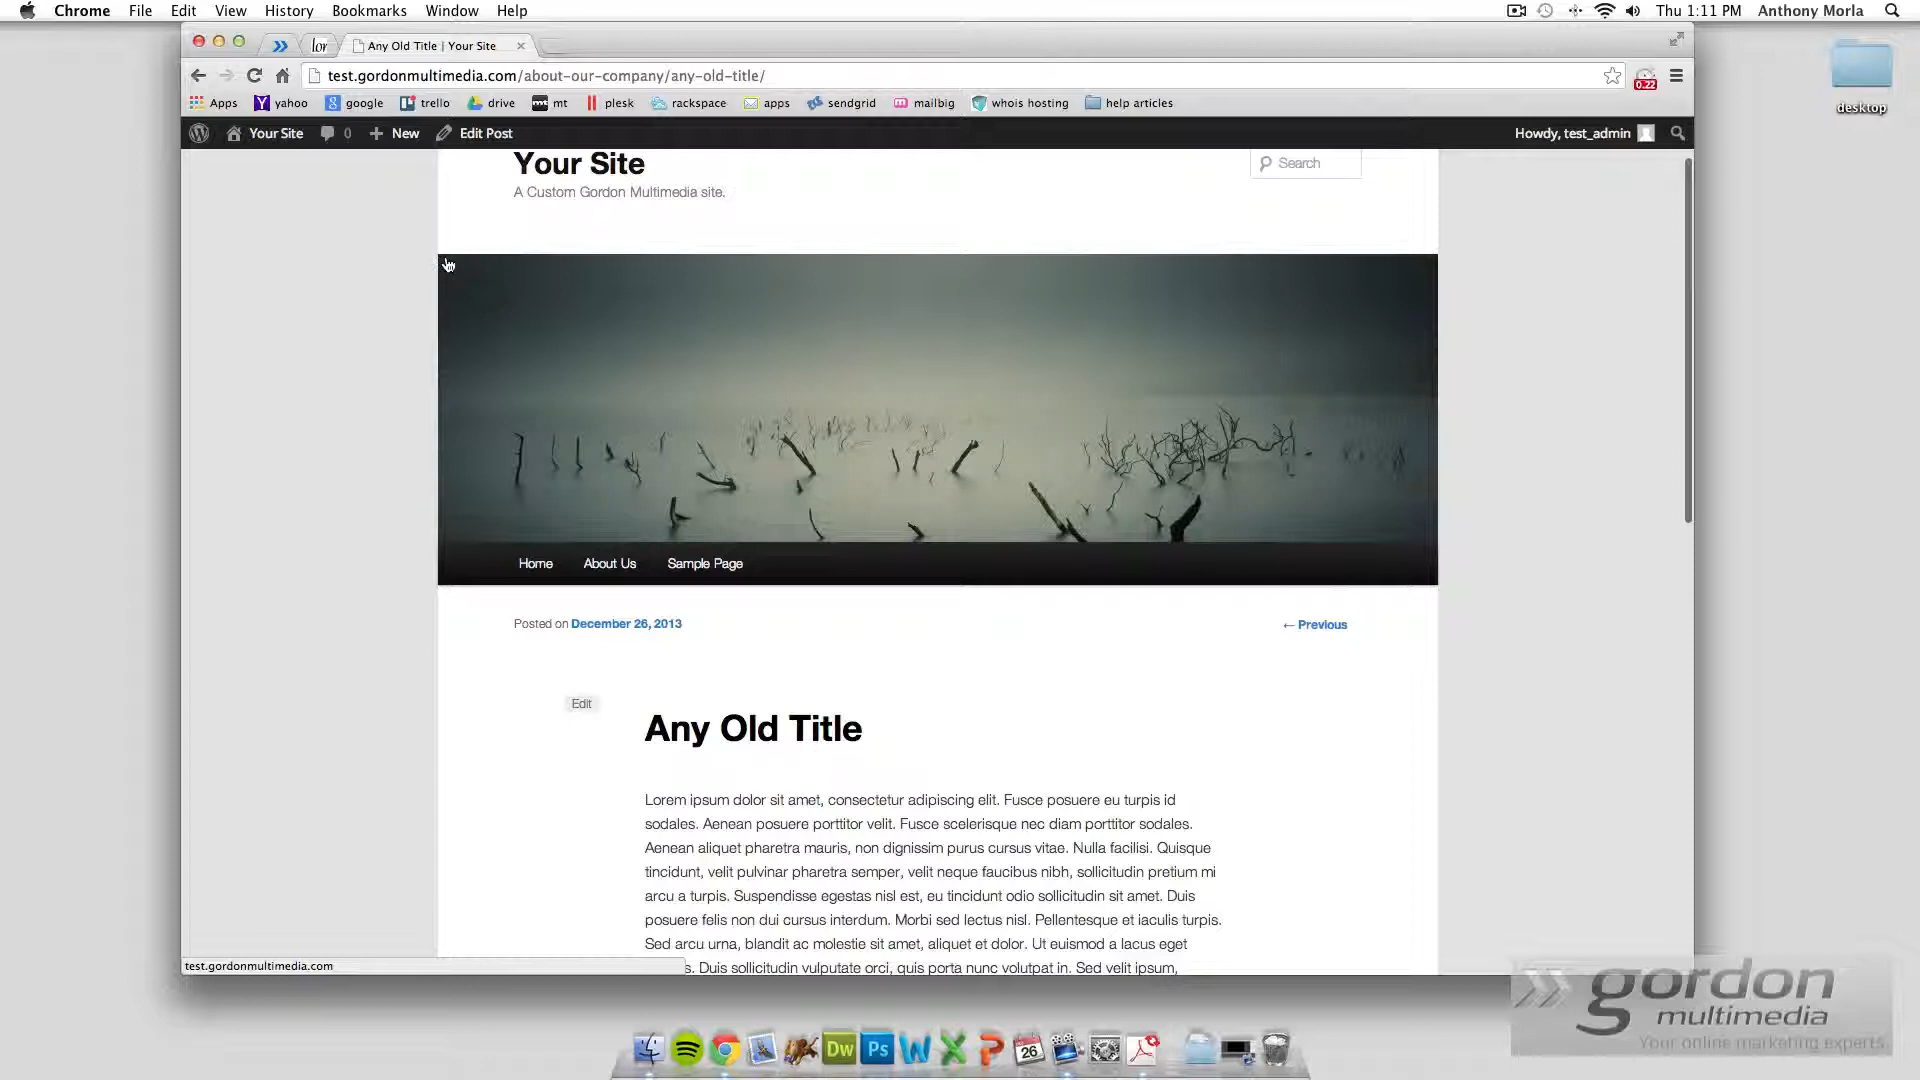 Chrome File Edit View History Bookmarks Window Help
Thu 1:11 PM Anthony Morla
desktop
lor
Any Old Title | Your Site
test.gordonmultimedia.com/about-our-company/any-old-title/
0.22
Apps yahoo google trello drive mt plesk rackspace apps sendgrid mailbig whois hosting help articles
Your Site 0 New Edit Post
Howdy, test_admin
Your Site
Search
A Custom Gordon Multimedia site.
Home About Us Sample Page
Posted on December 26, 2013
← Previous
Edit
Any Old Title
Lorem ipsum dolor sit amet, consectetur adipiscing elit. Fusce posuere eu turpis id
sodales. Aenean posuere porttitor velit. Fusce scelerisque nec diam porttitor sodales.
Aenean aliquet pharetra mauris, non dignissim purus cursus vitae. Nulla facilisi. Quisque
tincidunt, velit pulvinar pharetra semper, velit neque faucibus nibh, sollicitudin pretium mi
arcu a turpis. Suspendisse egestas nisl est, eu tincidunt odio sollicitudin sit amet. Duis
posuere felis non dui cursus interdum. Morbi sed lectus nisl. Pellentesque et iaculis turpis.
Sed arcu urna, blandit ac molestie sit amet, aliquet et dolor. Ut euismod a lacus eget
s. Duis sollicitudin vulputate orci, quis porta nunc volutpat in. Sed velit ipsum,
test.gordonmultimedia.com
gordon
multimedia
Your online marketing experts.
Dw Ps W X P 26